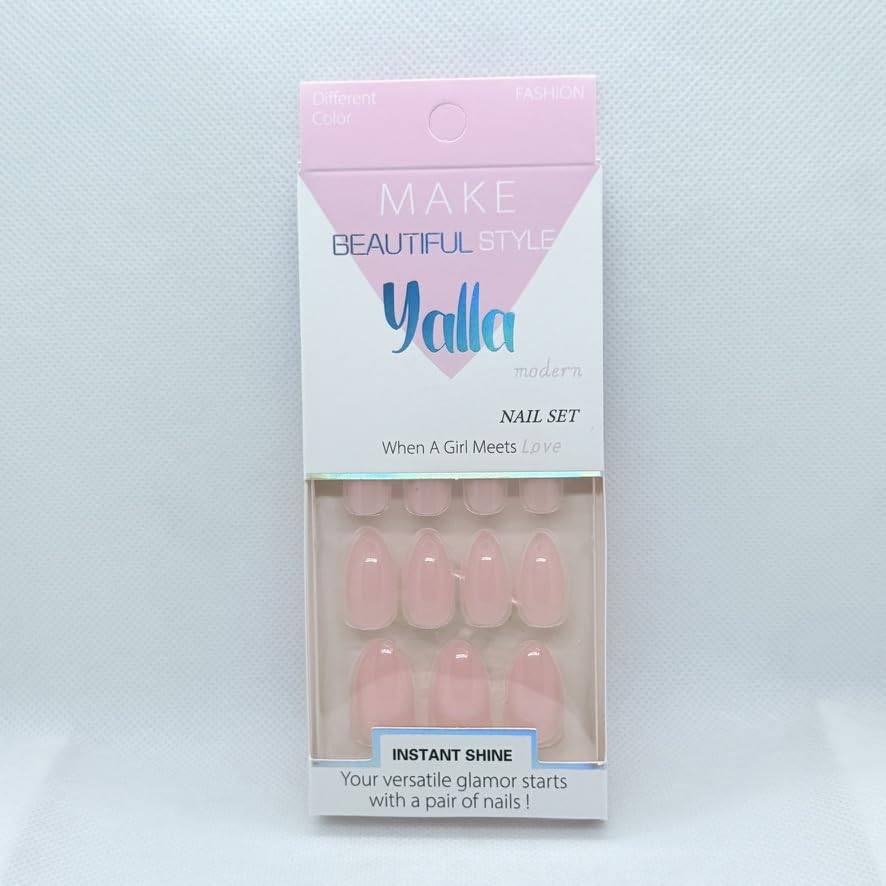 Different
Color
FASHION
MAKE
BEAUTIFUL STYLE
Yalla
modern
NAIL SET
When A Girl Meets Love
INSTANT SHINE
Your versatile glamor starts
with a pair of nails !